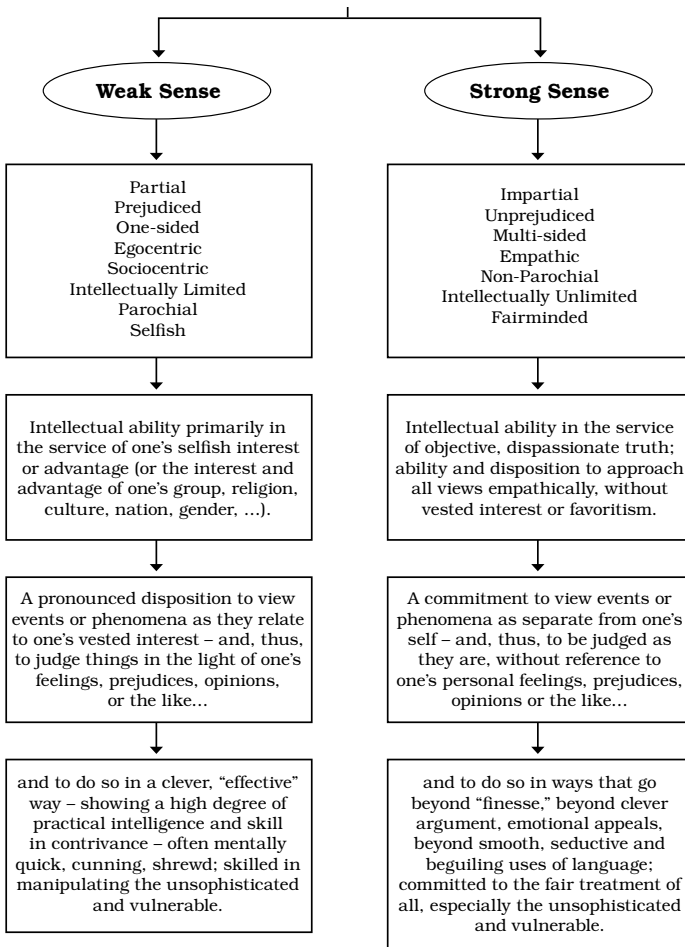 Weak Sense
Partial
Prejudiced
One-sided
Egocentric
Sociocentric
Intellectually Limited
Parochial
Selfish
Intellectual ability primarily in
the service of one’s selfish interest
or advantage (or the interest and
advantage of one’s group, religion,
culture, nation, gender, …).
A pronounced disposition to view
events or phenomena as they relate
to one’s vested interest – and, thus,
to judge things in the light of one’s
feelings, prejudices, opinions,
or the like…
and to do so in a clever, “effective”
way – showing a high degree of
practical intelligence and skill
in contrivance – often mentally
quick, cunning, shrewd; skilled in
manipulating the unsophisticated
and vulnerable.
Strong Sense
Impartial
Unprejudiced
Multi-sided
Empathic
Non-Parochial
Intellectually Unlimited
Fairminded
Intellectual ability in the service
of objective, dispassionate truth;
ability and disposition to approach
all views empathically, without
vested interest or favoritism.
A commitment to view events or
phenomena as separate from one’s
self – and, thus, to be judged as
they are, without reference to
one’s personal feelings, prejudices,
opinions or the like…
and to do so in ways that go
beyond “finesse,” beyond clever
argument, emotional appeals,
beyond smooth, seductive and
beguiling uses of language;
committed to the fair treatment of
all, especially the unsophisticated
and vulnerable.